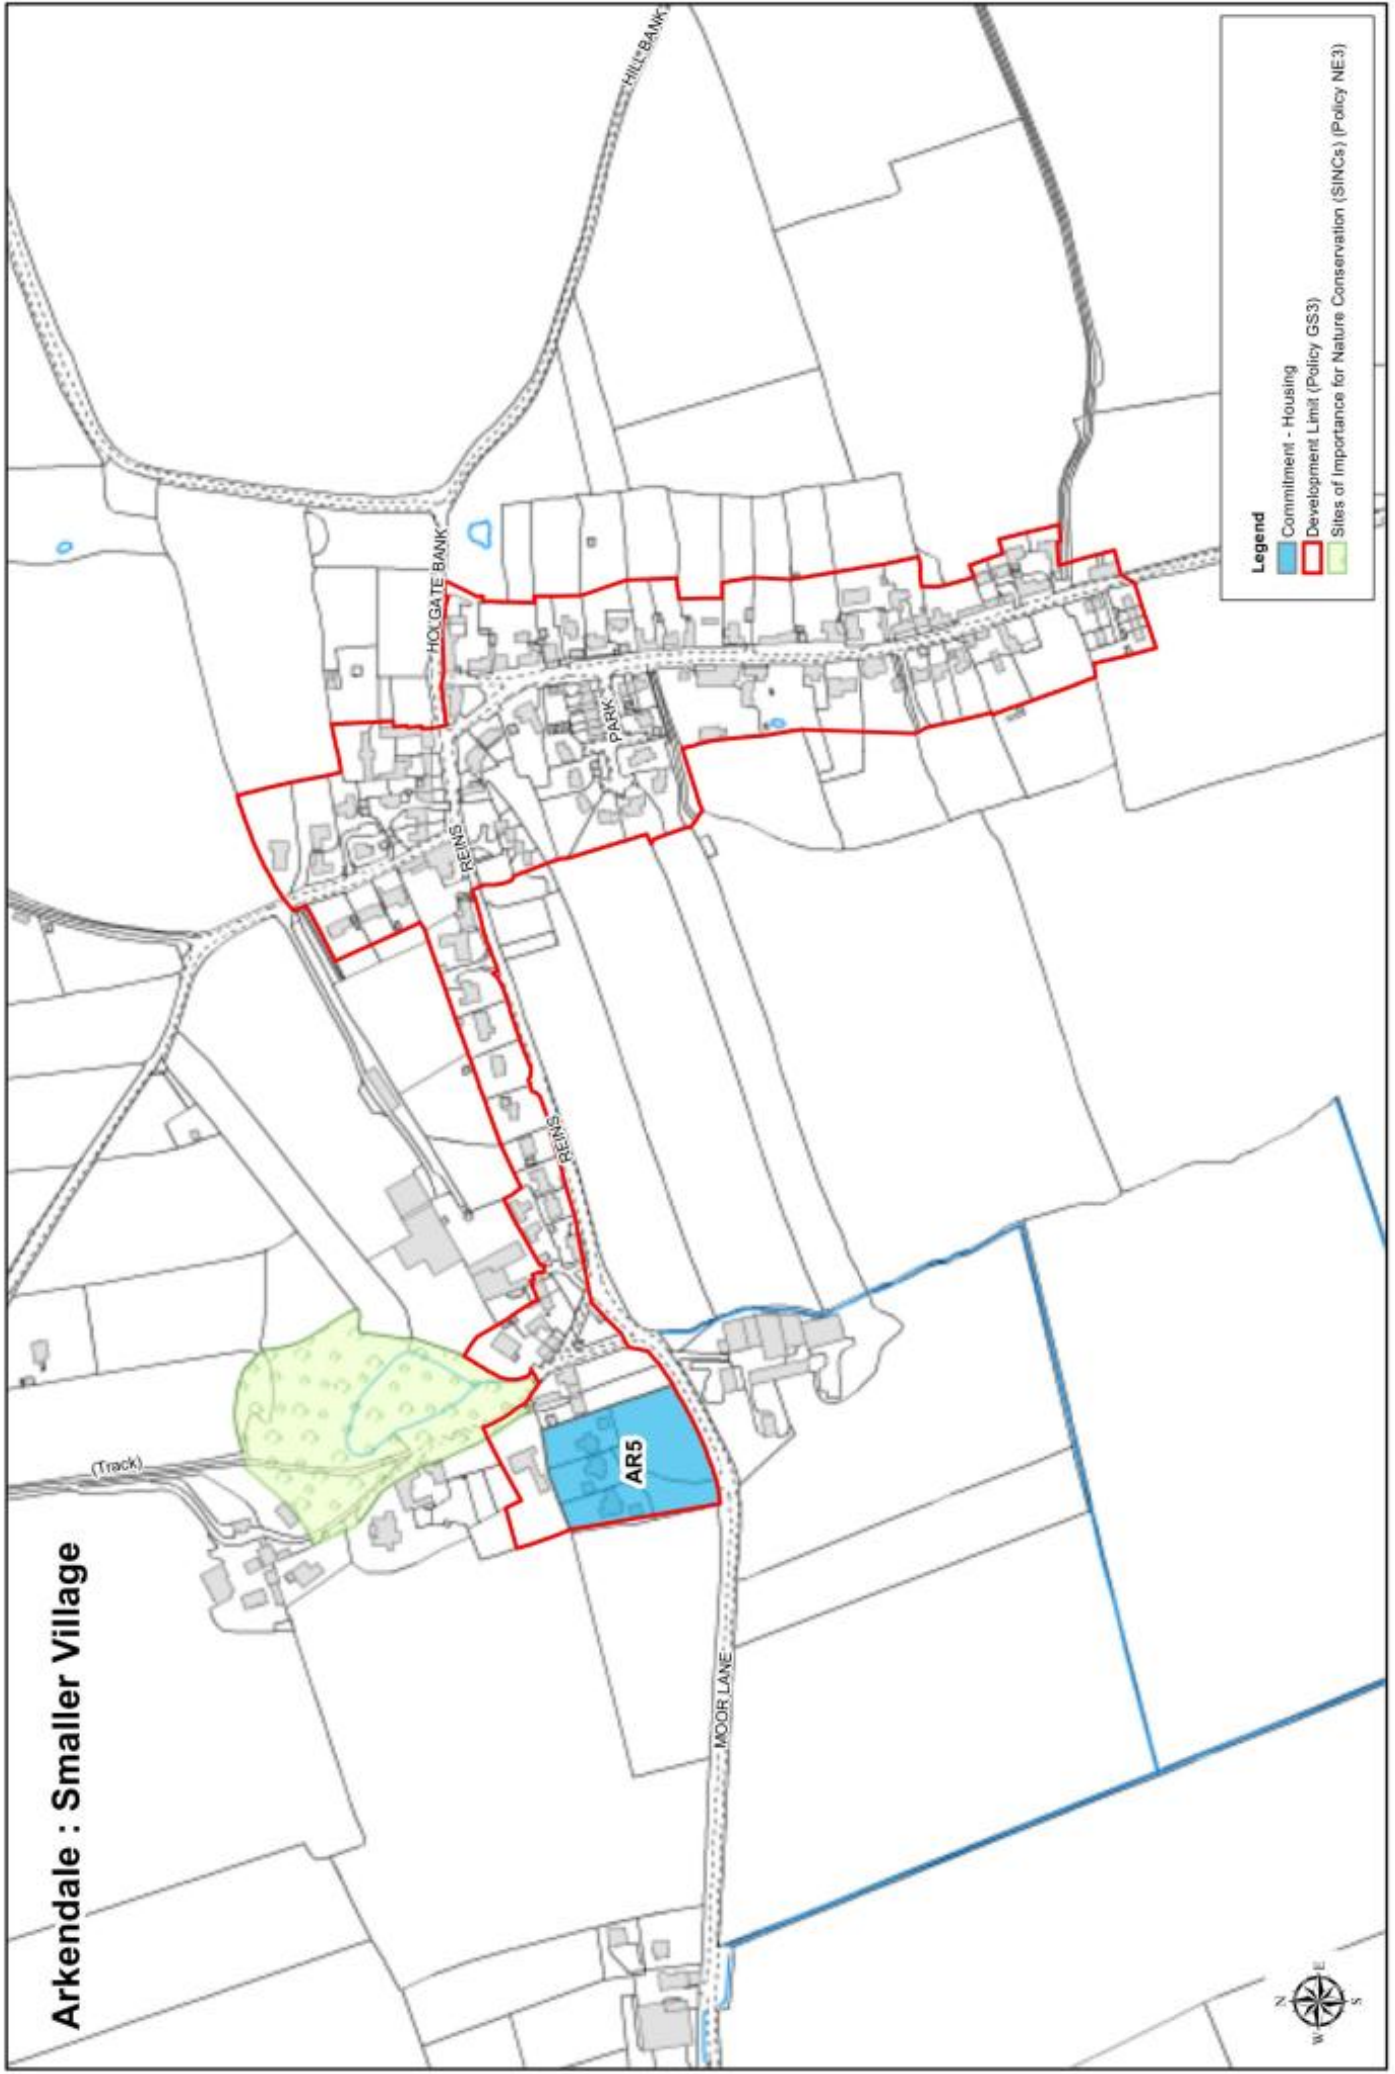 Arkendale : Smaller Village
HILL BANK
HOLGATE BANK
PARK
REINS
REINS
(Track)
AR5
MOOR LANE
Legend
Commitment - Housing
Development Limit (Policy GS3)
Sites of Importance for Nature Conservation (SINCs) (Policy NE3)
N
W E
S